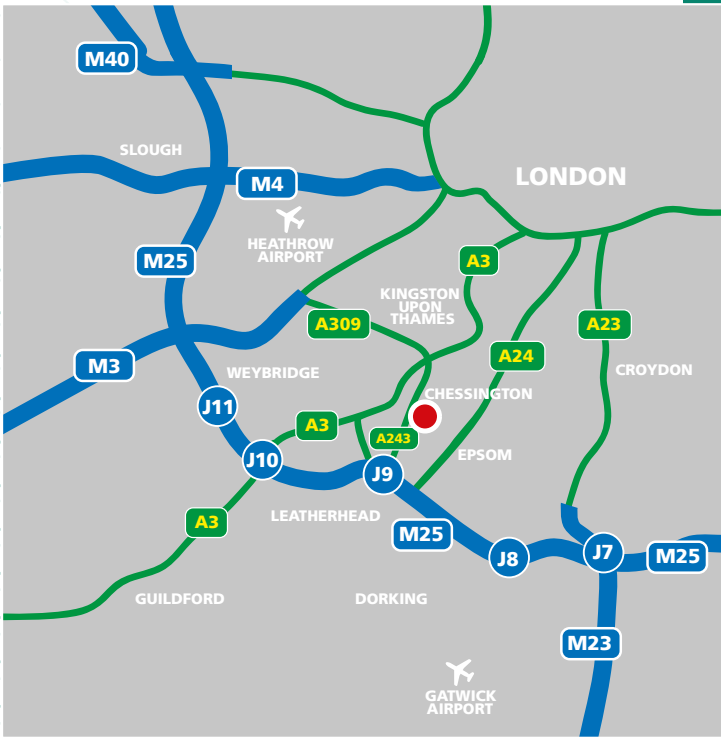 M40
SLOUGH
M4
LONDON
HEATHROW
AIRPORT
M25
A3
KINGSTON
UPON
THAMES
A309
A23
A24
M3
WEYBRIDGE
CROYDON
CHESSINGTON
J11
A3
A243
J10
EPSOM
J9
LEATHERHEAD
A3
M25
J8
J7
M25
GUILDFORD
DORKING
M23
GATWICK
AIRPORT